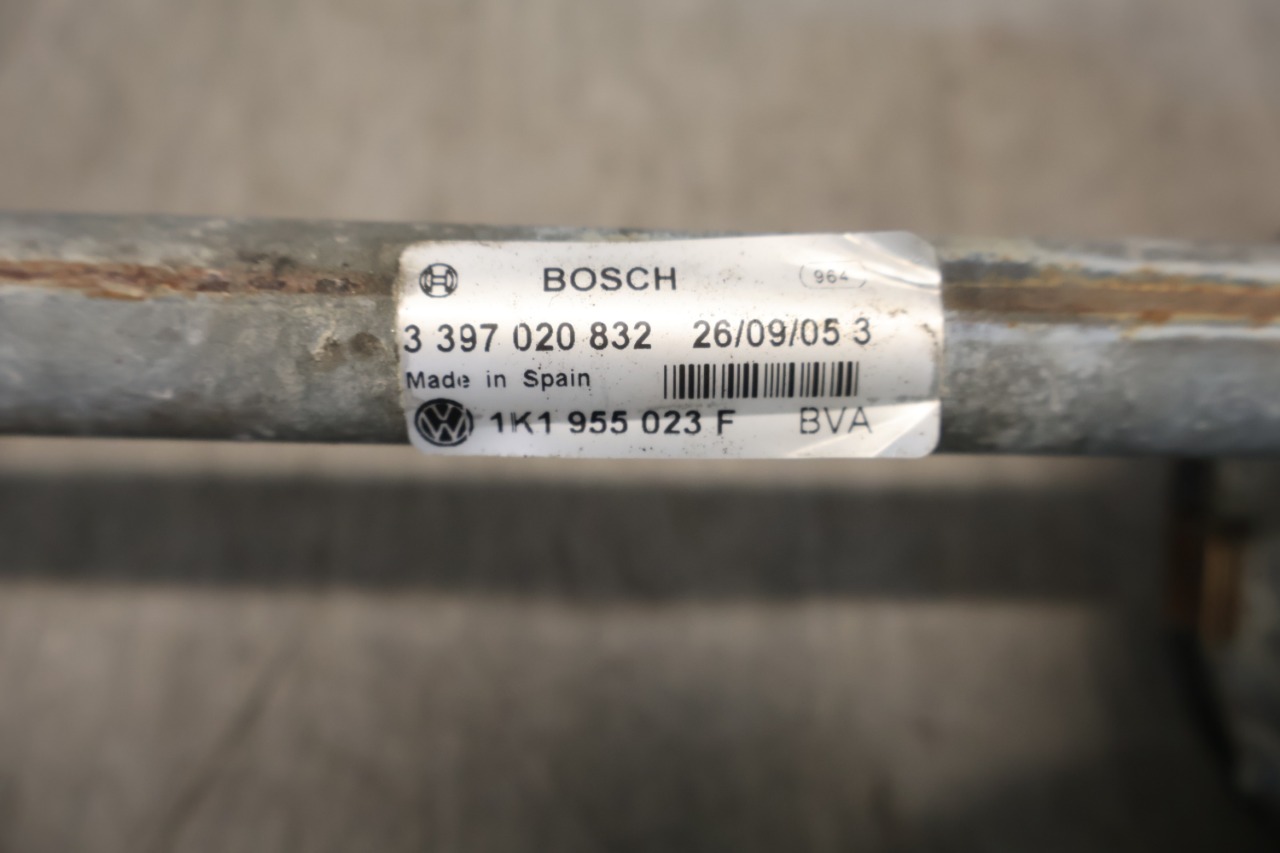 BOSCH 964
3 397 020 832 26/09/05 3
Made in Spain
1K1 955 023 F BVA